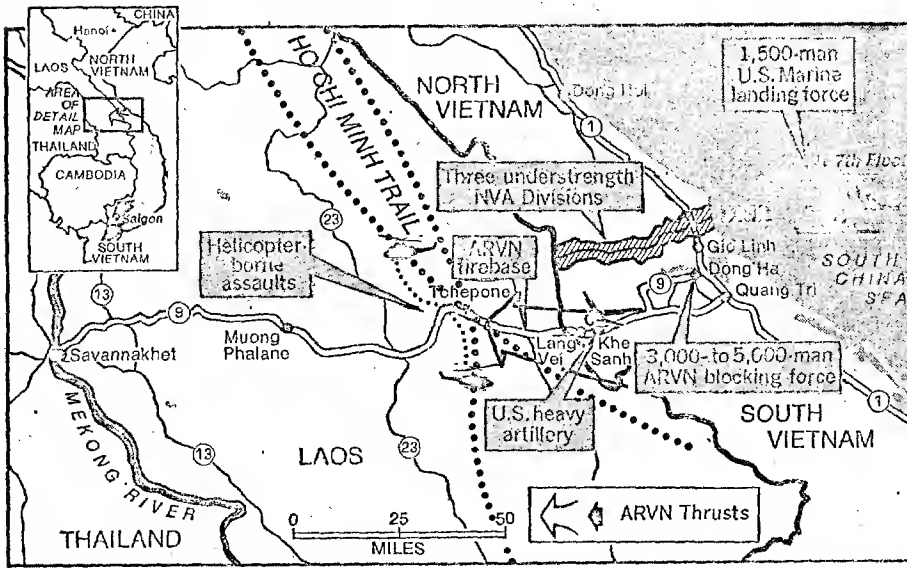 CHINA
Hanoi
NORTH
VIETNAM
LAOS
AREA
OF
DETAIL
MAP
THAILAND
CAMBODIA
Saigon
SOUTH
VIETNAM
HO CHI MINH TRAIL
NORTH
VIETNAM
Dong Hoi
1
1,500-man
U.S. Marine
landing force
7th Fleet
Three understrength
NVA Divisions
23
Helicopter-
borne
assaults
ARVN
firebase
Tchepone
Gio Linh
Dong Ha
Quang Tri
9
SOUTH
CHINA
SEA
13
9
Savannakhet
Muong
Phalane
Lang
Vei
Khe
Sanh
3,000- to 5,000-man
ARVN blocking force
U.S. heavy
artillery
SOUTH
VIETNAM
1
MEKONG
RIVER
13
LAOS
23
THAILAND
0 25 50
MILES
ARVN Thrusts